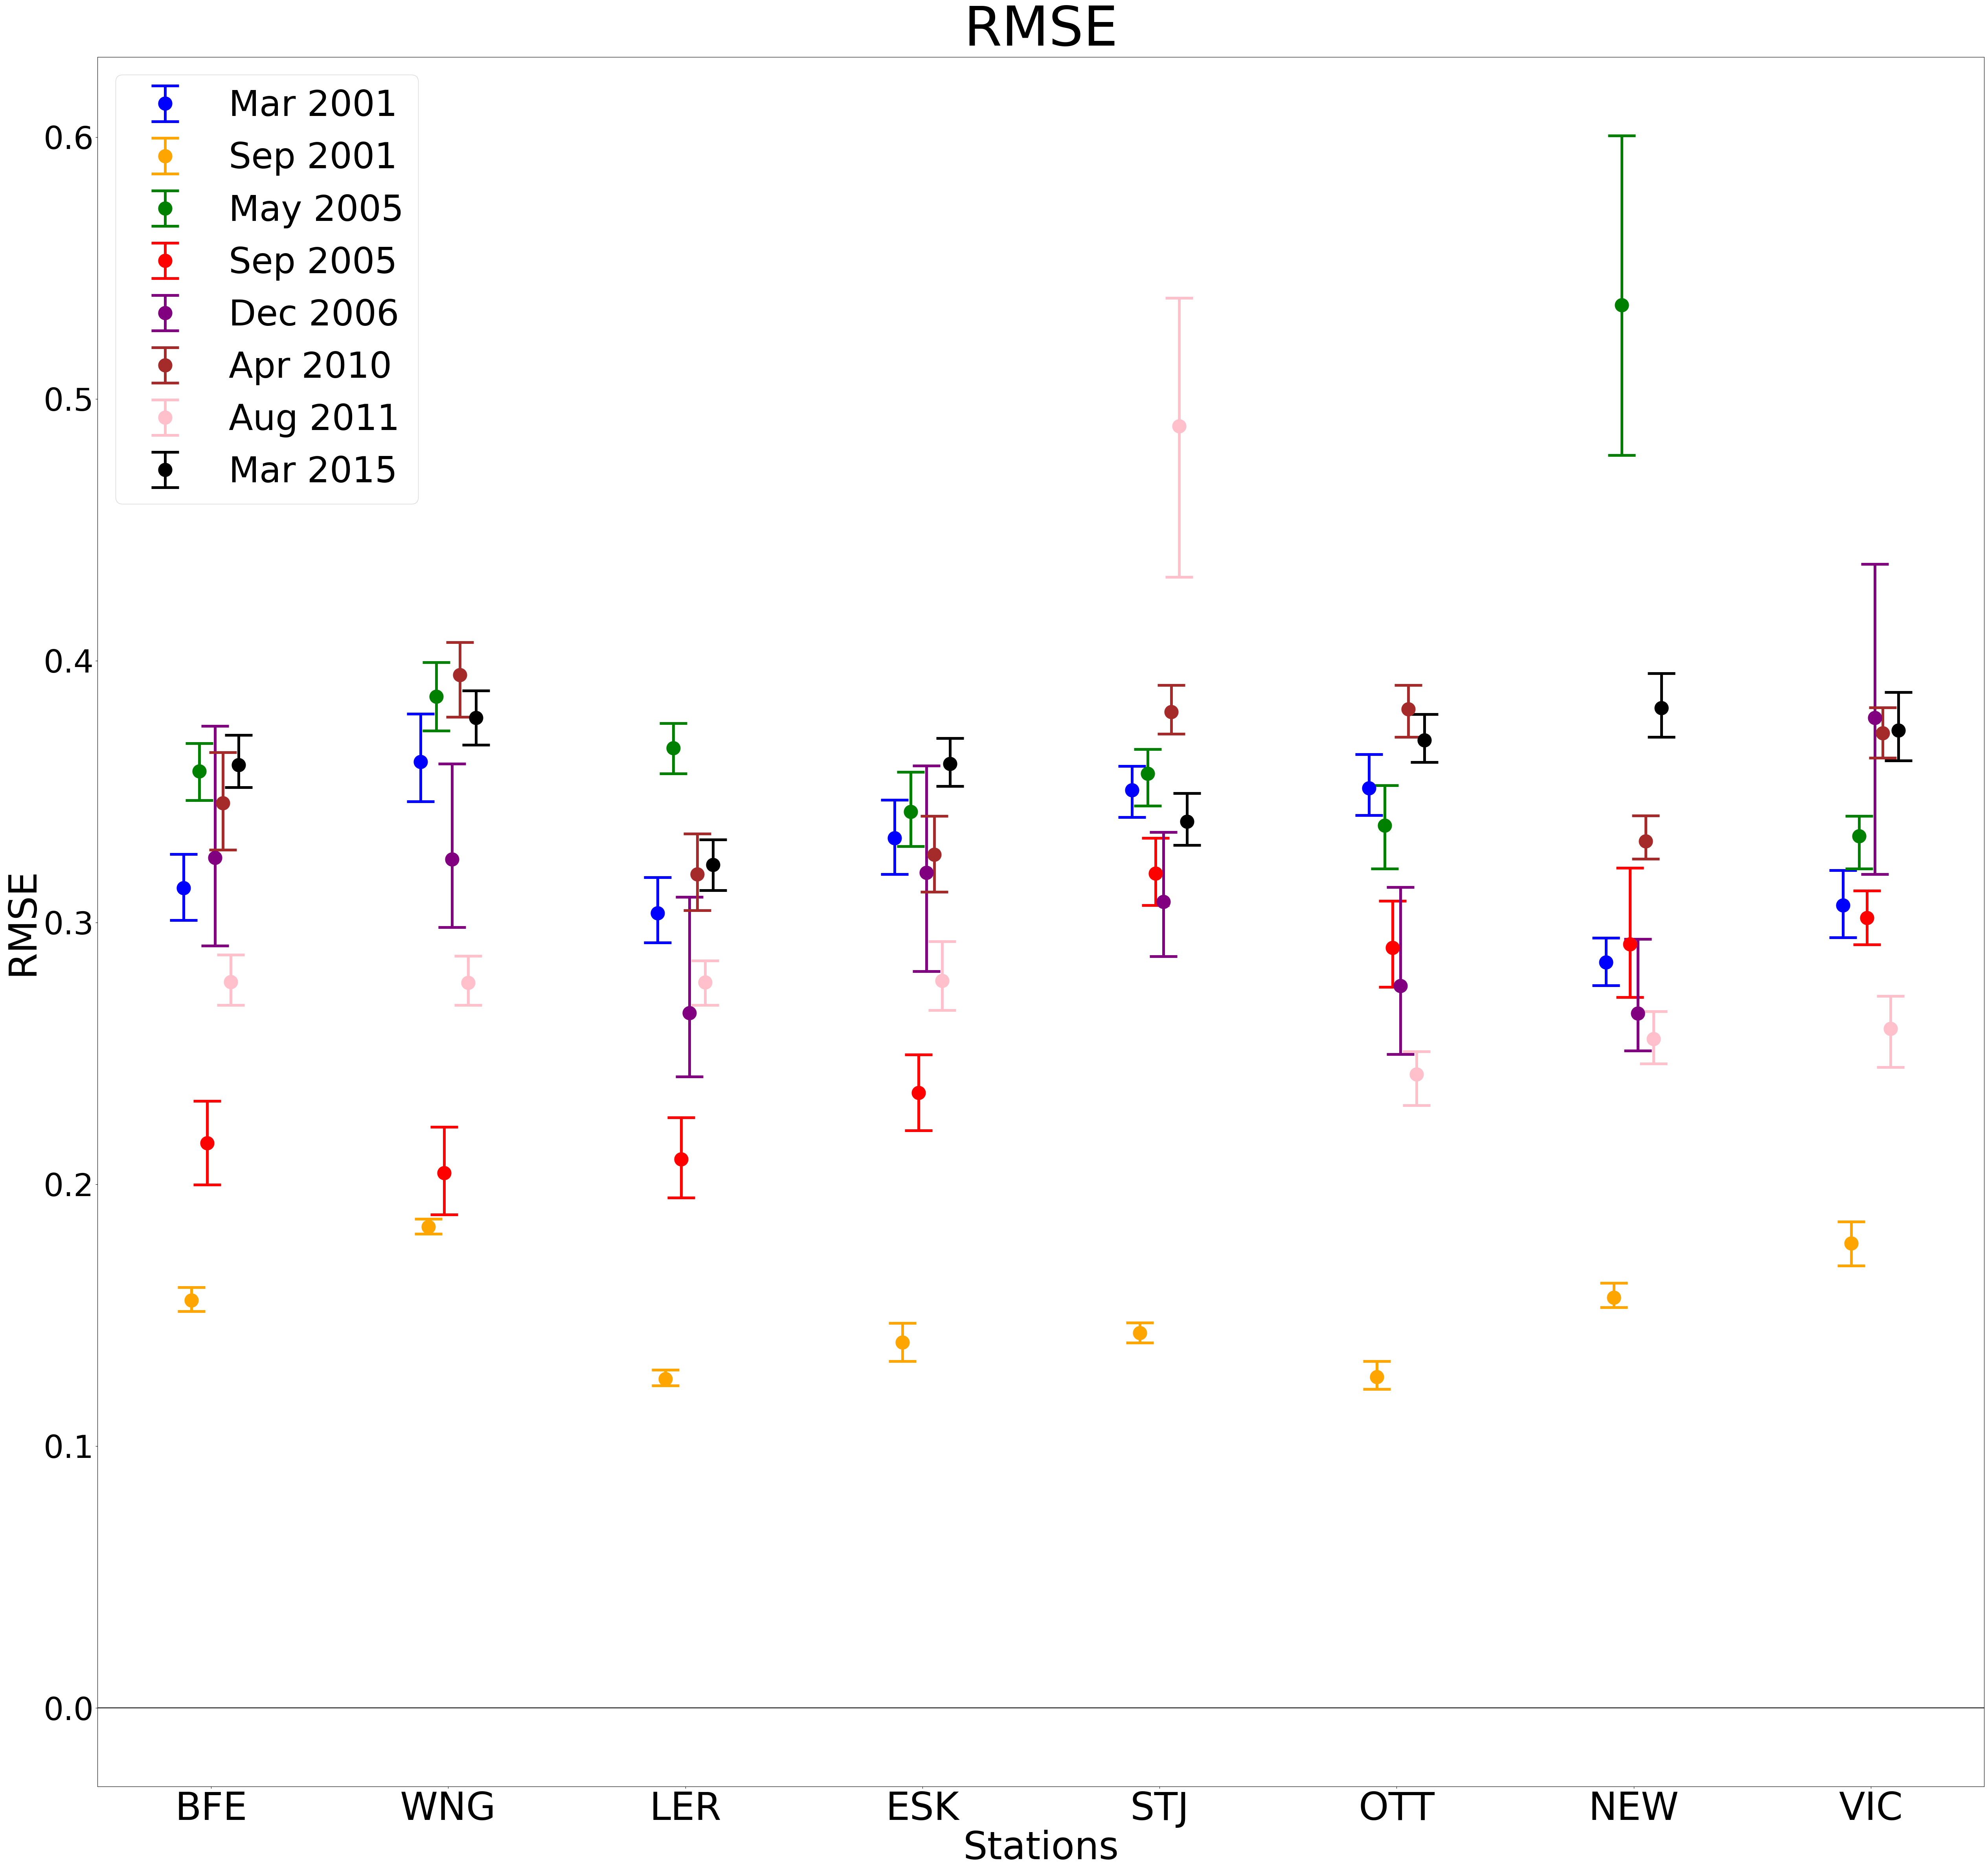 RMSE
Mar 2001
Sep 2001
May 2005
Sep 2005
Dec 2006
Apr 2010
Aug 2011
Mar 2015
RMSE
0.6
0.5
0.4
0.3
0.2
0.1
0.0
BFE WNG LER ESK STJ OTT NEW VIC
Stations